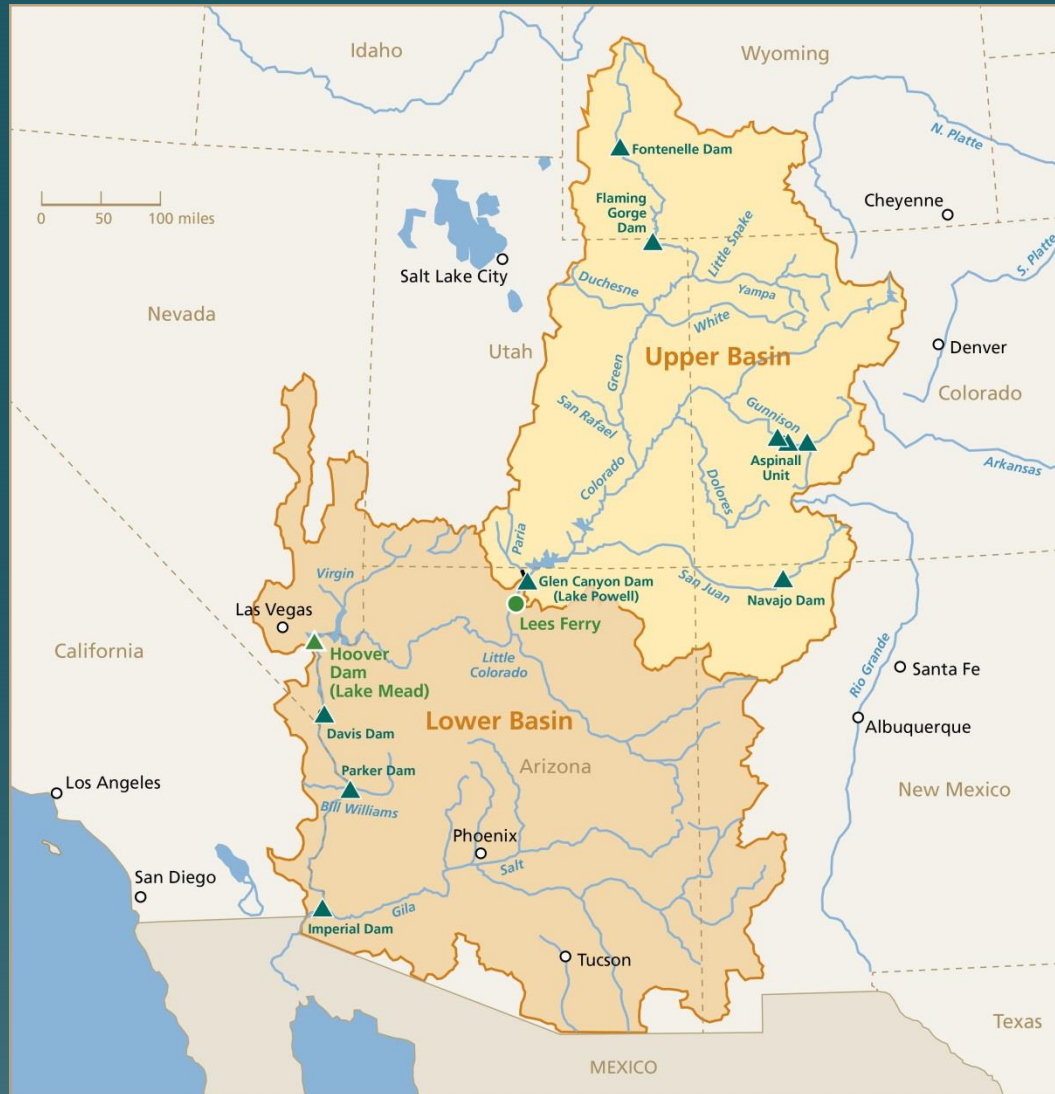 Idaho
Wyoming
N. Platte
Fontenelle Dam
0 50 100 miles
Flaming
Gorge
Dam
Cheyenne
Little Snake
S. Platte
Salt Lake City
Duchesne
Yampa
Nevada
White
Utah
Upper Basin
Denver
Green
Colorado
San Rafael
Gunnison
Aspinall
Unit
Arkansas
Colorado
Dolores
Paria
Virgin
Glen Canyon Dam
(Lake Powell)
San Juan
Navajo Dam
Las Vegas
Lees Ferry
California
Hoover
Dam
(Lake Mead)
Little
Colorado
Rio Grande
Santa Fe
Lower Basin
Albuquerque
Davis Dam
Parker Dam
Arizona
Los Angeles
New Mexico
Bill Williams
Phoenix
Salt
San Diego
Gila
Imperial Dam
Tucson
Texas
MEXICO